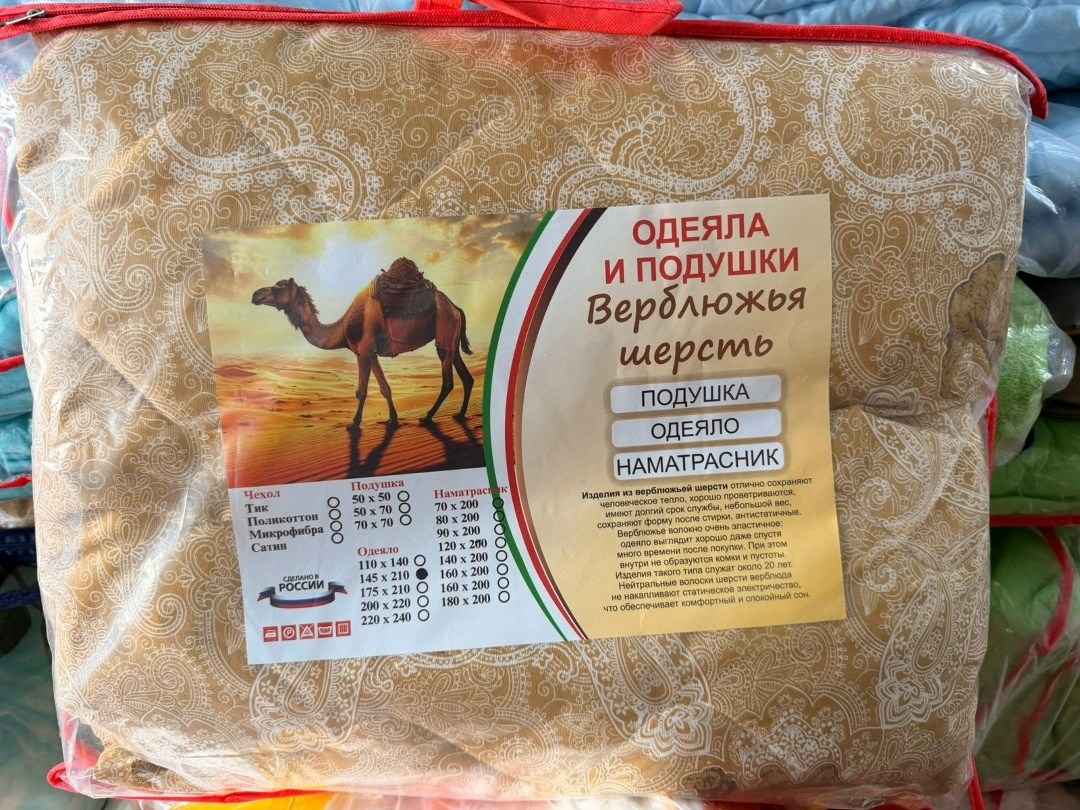 ОДЕЯЛА
И ПОДУШКИ
Верблюжья
шерсть
ПОДУШКА
ОДЕЯЛО
НАМАТРАСНИК
Изделия из верблюжьей шерсти отлично сохраняют
человеческое тепло, хорошо проветриваются,
имеют долгий срок службы, небольшой вес,
сохраняют форму после стирки, антистатичные.
Верблюжье волокно очень эластичное:
одеяло выглядит хорошо даже спустя
много времени после покупки. При этом
внутри не образуются комки и пустоты.
Изделия такого типа служат около 20 лет.
Нейтральные волоски шерсти верблюда
не накапливают статическое электричество,
что обеспечивает комфортный и спокойный сон.
Чехол
Тик
Поликоттон
Микрофибра
Сатин
СДЕЛАНО В
РОССИИ
Подушка
50 x 50
50 x 70
70 x 70
Одеяло
110 x 140
145 x 210
175 x 210
200 x 220
220 x 240
Наматрасник
70 x 200
80 x 200
90 x 200
120 x 200
140 x 200
160 x 200
160 x 200
180 x 200